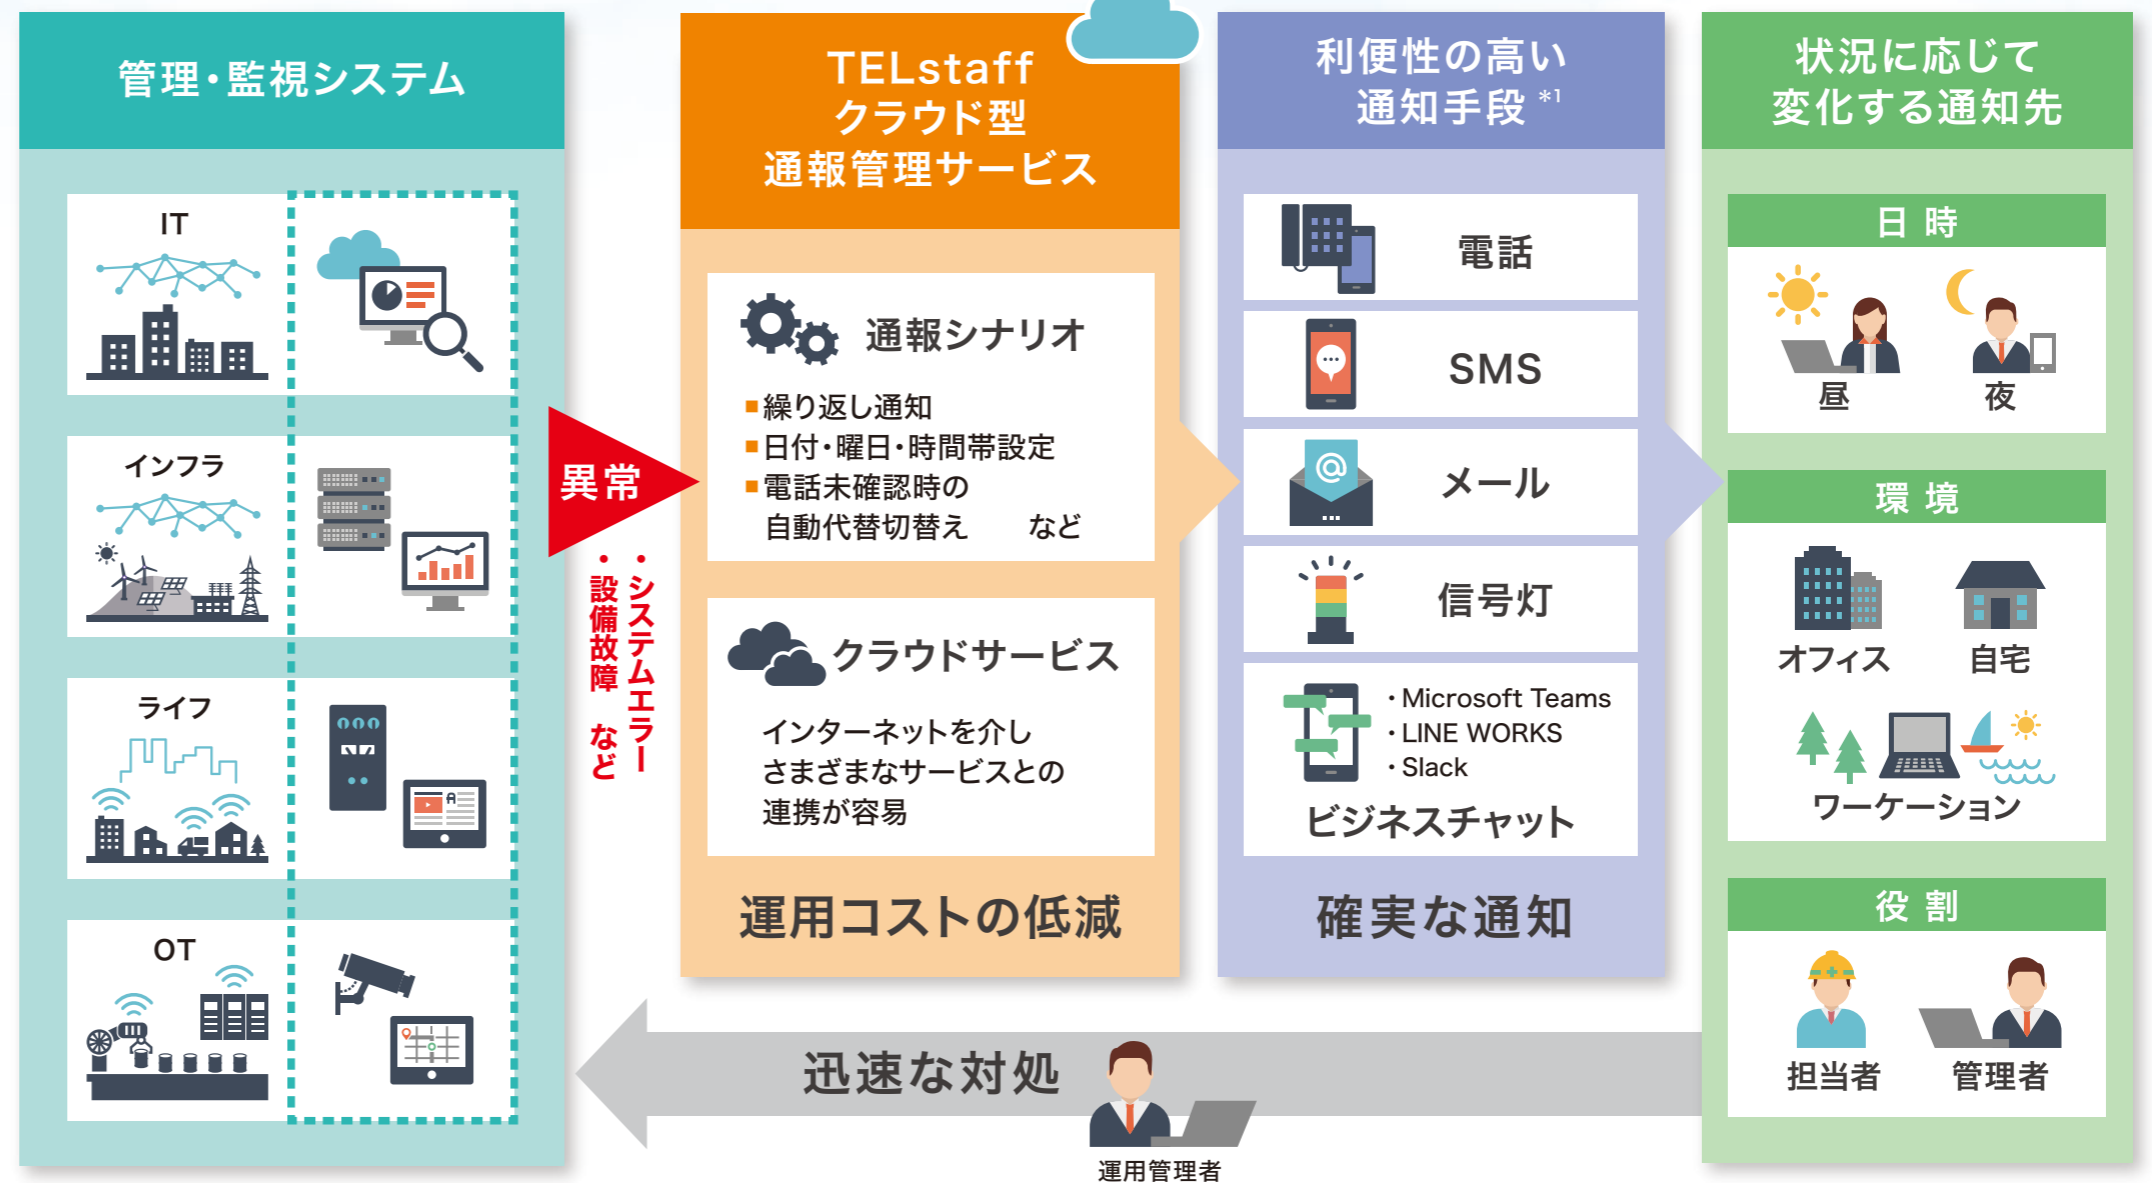 管理・監視システム
IT
インフラ
ライフ
OT
異常
・システムエラー
・設備故障 など
TELstaff
クラウド型
通報管理サービス
通報シナリオ
■繰り返し通知
■日付・曜日・時間帯設定
■電話未確認時の
自動代替切替え など
クラウドサービス
インターネットを介し
さまざまなサービスとの
連携が容易
運用コストの低減
利便性の高い
通知手段 *1
電話
SMS
メール
信号灯
・Microsoft Teams
・LINE WORKS
・Slack
ビジネスチャット
確実な通知
状況に応じて
変化する通知先
日時
昼 夜
環境
オフィス 自宅
ワーケーション
役割
担当者 管理者
迅速な対処
運用管理者